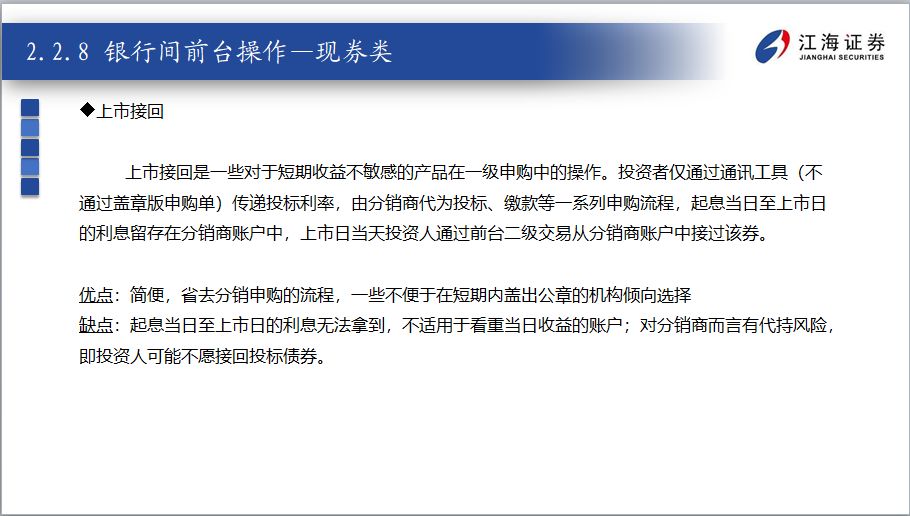 2.2.8 银行间前台操作—现券类
江海证券
JIANGHAI SECURITIES
◆上市接回
上市接回是一些对于短期收益不敏感的产品在一级申购中的操作。投资者仅通过通讯工具（不
通过盖章版申购单）传递投标利率，由分销商代为投标、缴款等一系列申购流程，起息当日至上市日
的利息留存在分销商账户中，上市日当天投资人通过前台二级交易从分销商账户中接过该券。
优点：简便，省去分销申购的流程，一些不便于在短期内盖出公章的机构倾向选择
缺点：起息当日至上市日的利息无法拿到，不适用于看重当日收益的账户；对分销商而言有代持风险，
即投资人可能不愿接回投标债券。